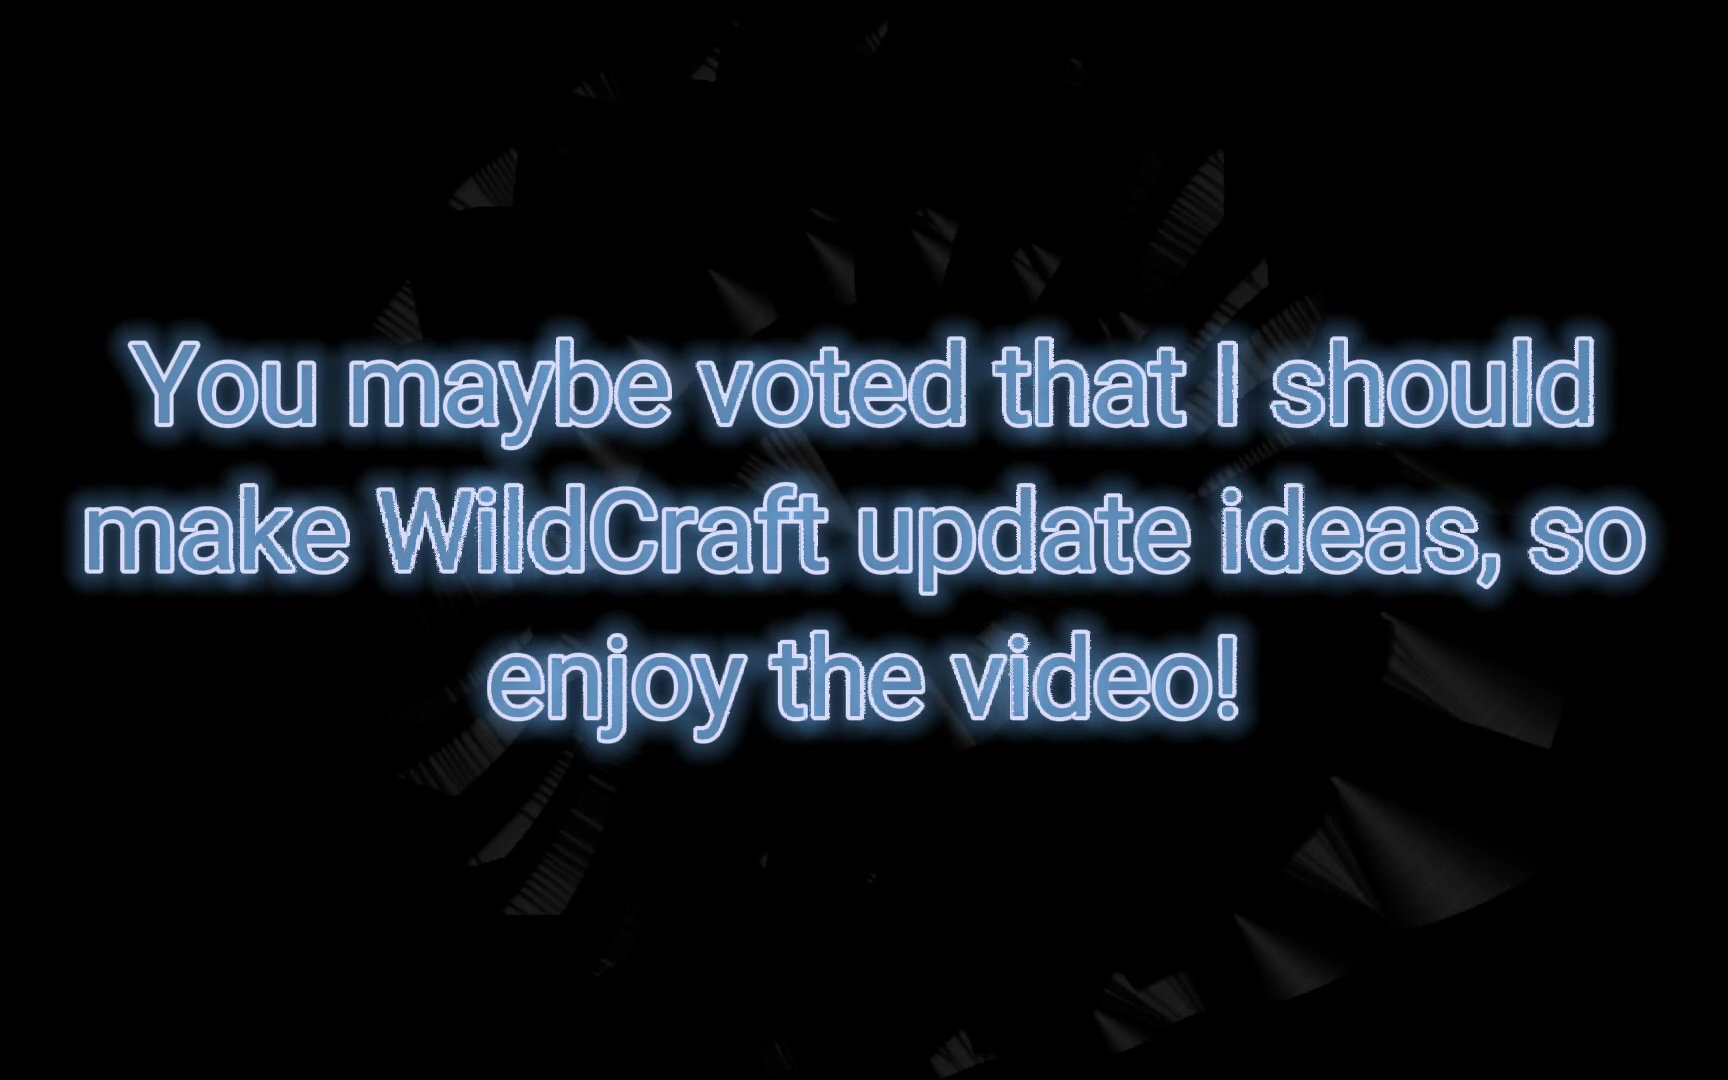 You maybe voted that I should
make WildCraft update ideas, so
enjoy the video!